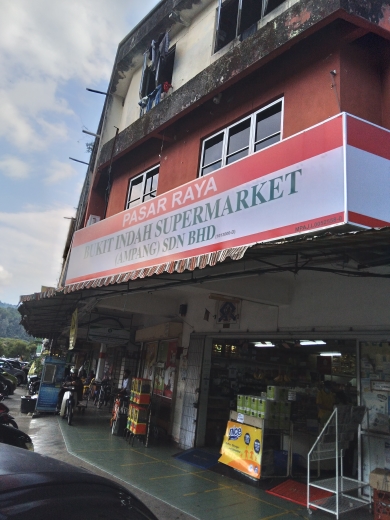 PASAR RAYA
BUKIT INDAH SUPERMARKET
(AMPANG) SDN BHD